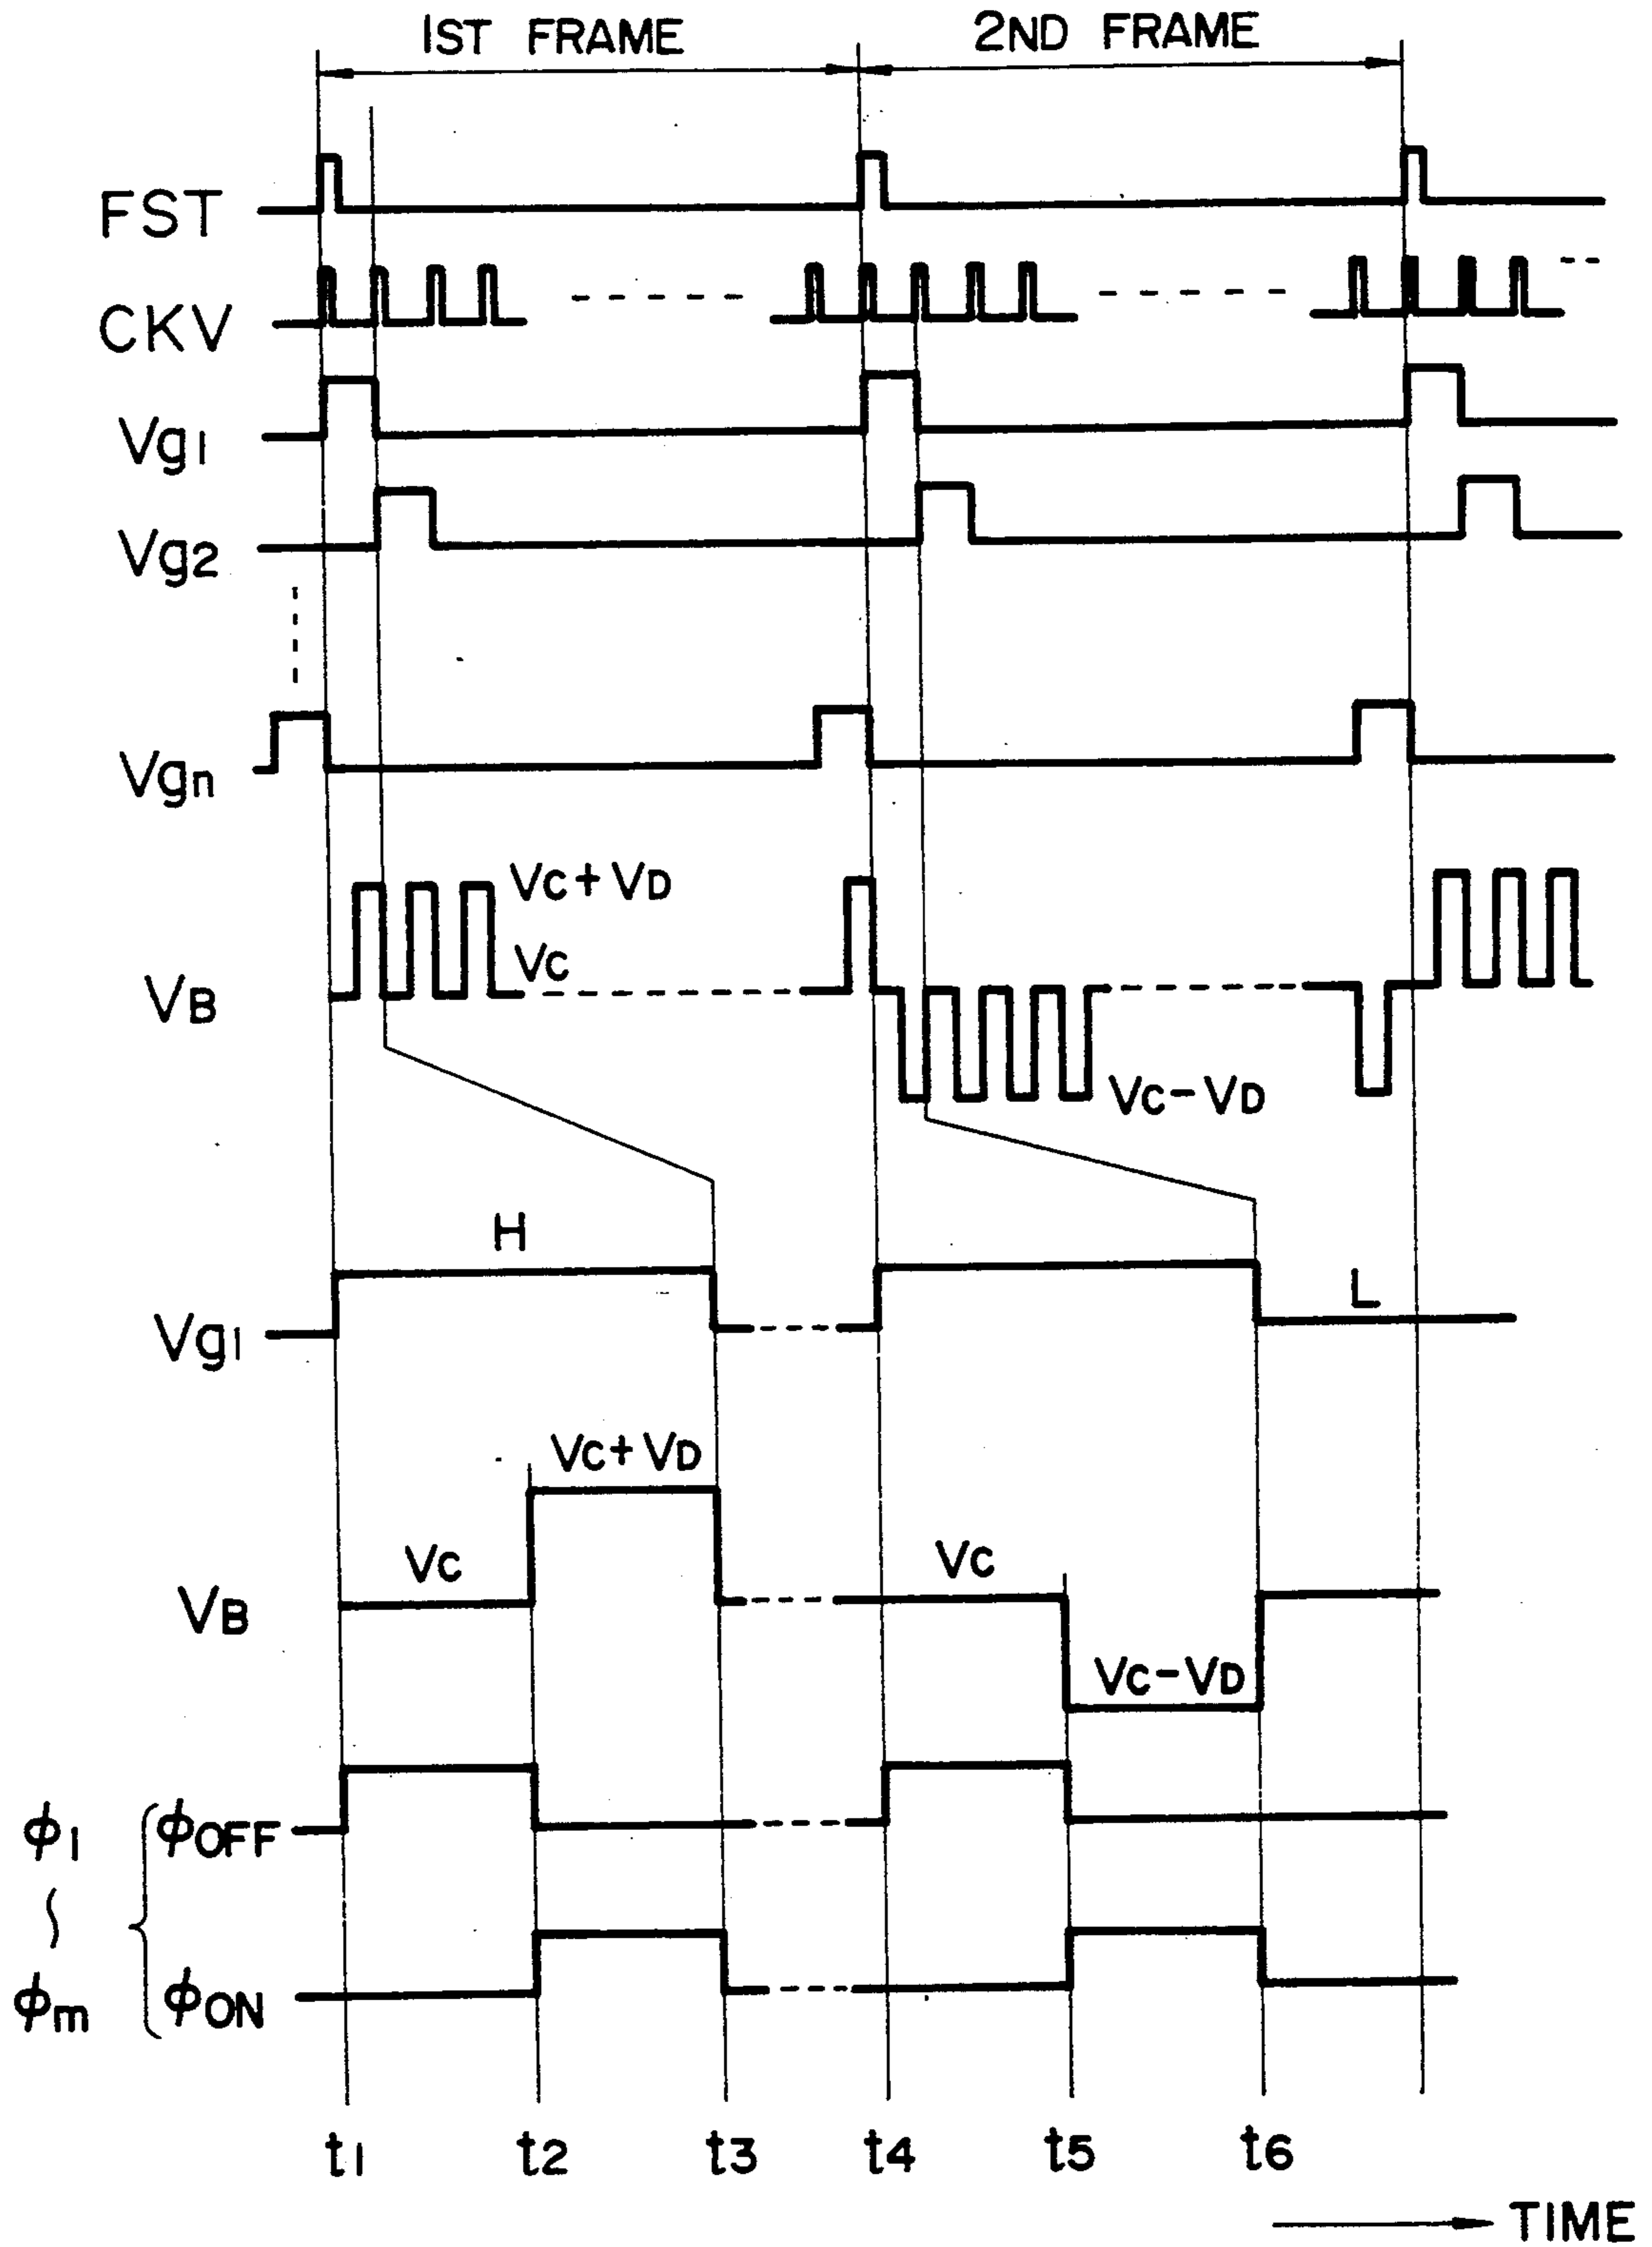 1ST FRAME 2ND FRAME
FST
CKV
Vg1
Vg2
Vgn
VC+VD
VC
VB
VC-VD
H
L
Vg1
VC+VD
VC VC
VB
VC-VD
ϕ1 ϕOFF
ϕm ϕON
t1 t2 t3 t4 t5 t6
TIME